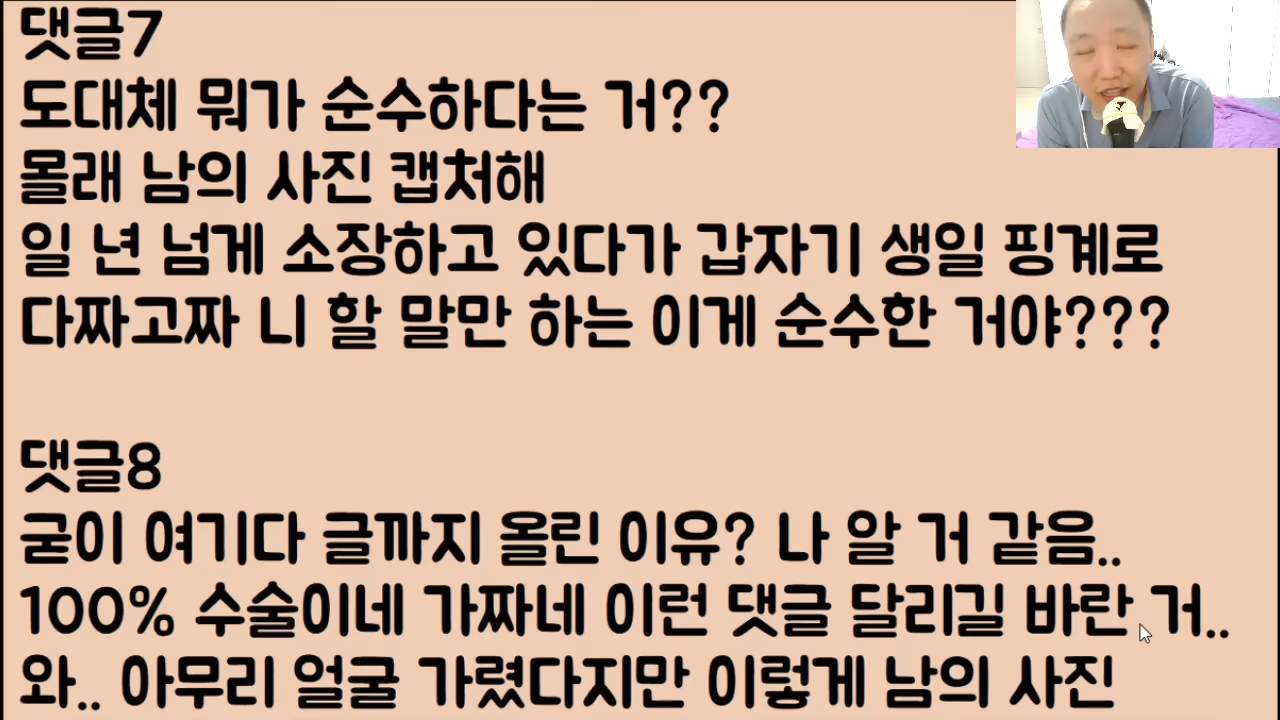 댓글7
도대체 뭐가 순수하다는 거??
몰래 남의 사진 캡처해
일 년 넘게 소장하고 있다가 갑자기 생일 핑계로
다짜고짜 니 할 말만 하는 이게 순수한 거야???
댓글8
굳이 여기다 글까지 올린 이유? 나 알 거 같음..
100% 수술이네 가짜네 이런 댓글 달리길 바란 거..
와.. 아무리 얼굴 가렸다지만 이렇게 남의 사진